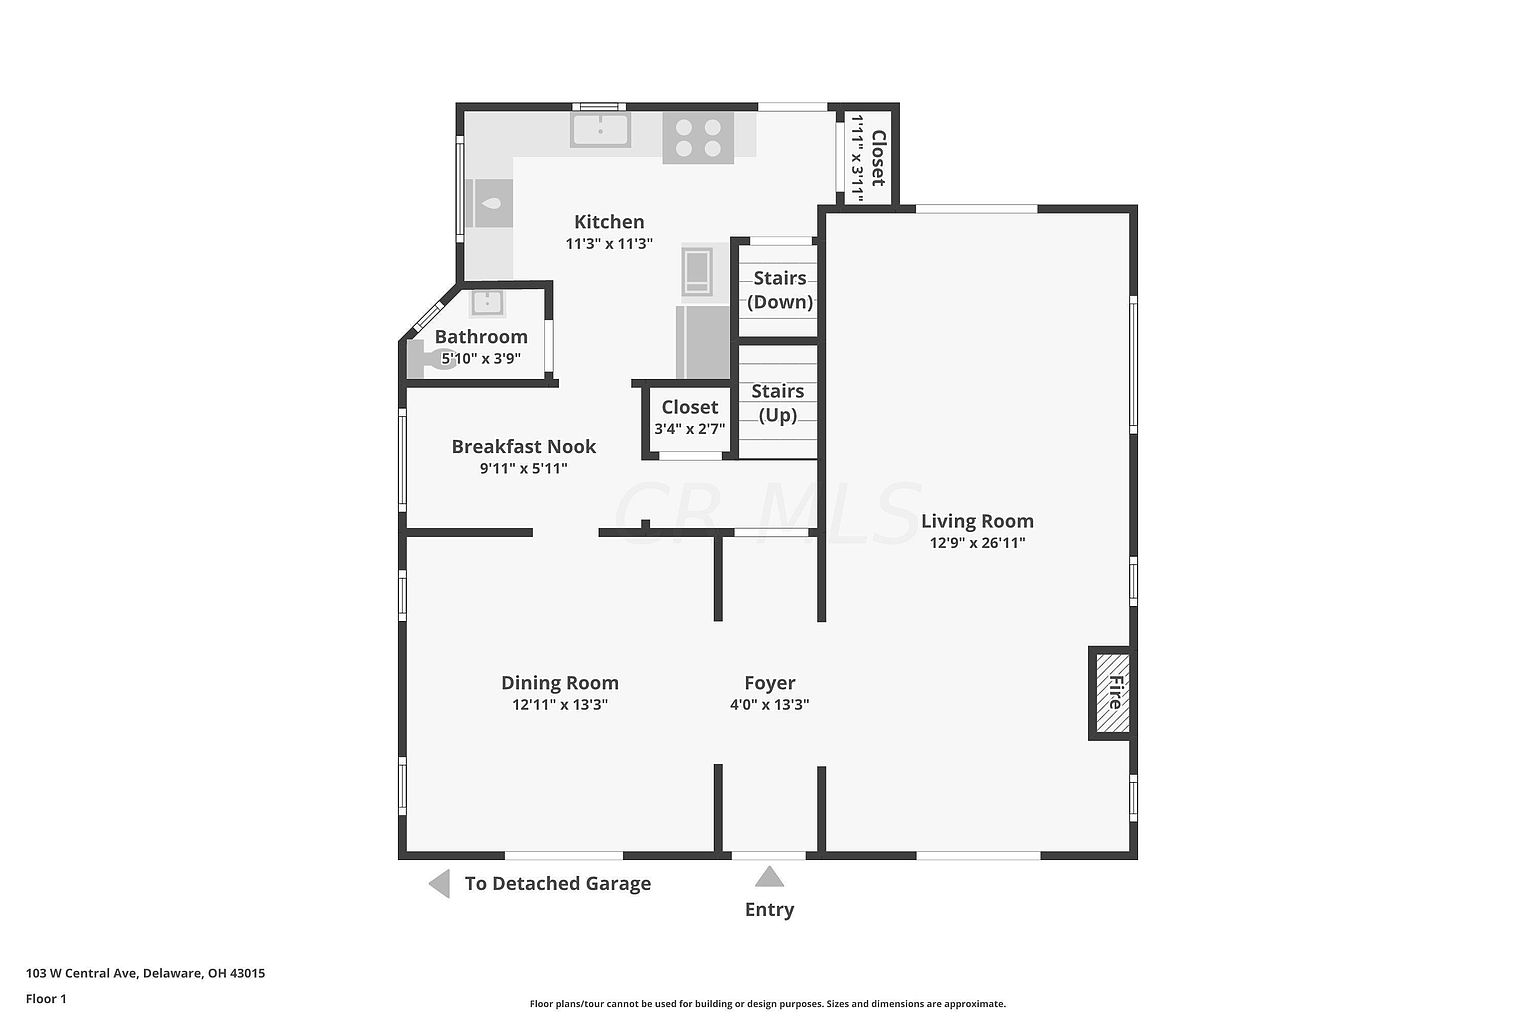 Closet
1'11" x 3'11"
Kitchen
11'3" x 11'3"
Stairs
(Down)
Bathroom
5'10" x 3'9"
Stairs
(Up)
Closet
3'4" x 2'7"
Breakfast Nook
9'11" x 5'11"
CR MLS
Living Room
12'9" x 26'11"
Dining Room
12'11" x 13'3"
Foyer
4'0" x 13'3"
Fire
To Detached Garage
Entry
103 W Central Ave, Delaware, OH 43015
Floor 1
Floor plans/tour cannot be used for building or design purposes. Sizes and dimensions are approximate.